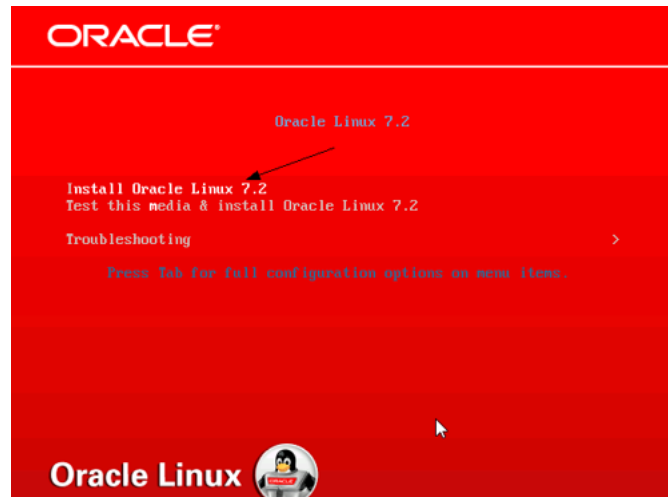 ORACLE®
Oracle Linux 7.2
Install Oracle Linux 7.2
Test this media & install Oracle Linux 7.2
Troubleshooting >
Press Tab for full configuration options on menu items.
Oracle Linux
ORACLE